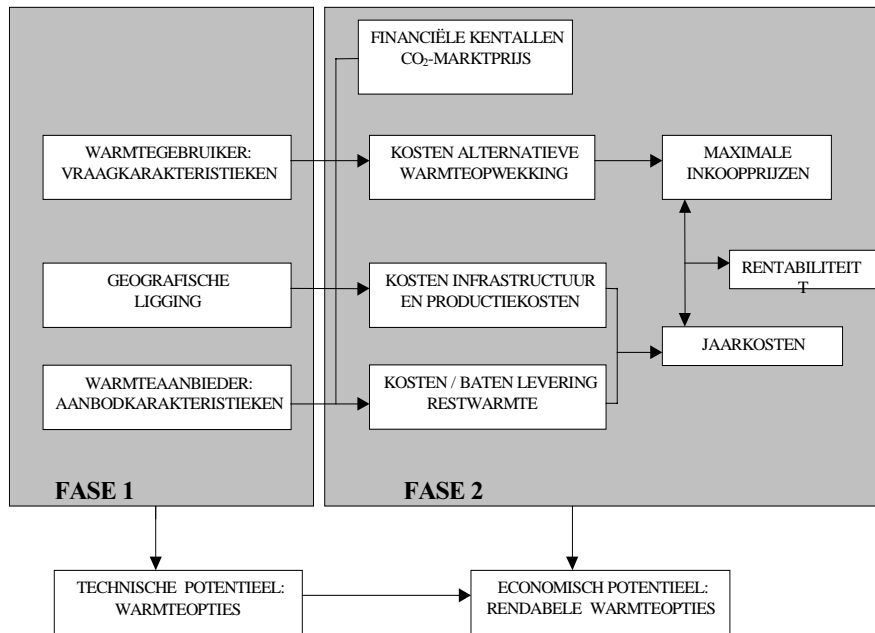 FINANCIËLE KENTALLEN
CO₂-MARKTPRIJS
WARMTEGEBRUIKER:
VRAAGKARAKTERISTIEKEN
KOSTEN ALTERNATIEVE
WARMTEOPWEKKING
MAXIMALE
INKOOPPRIJZEN
GEOGRAFISCHE
LIGGING
KOSTEN INFRASTRUCTUUR
EN PRODUCTIEKOSTEN
RENTABILITEIT
T
JAARKOSTEN
WARMTEAANBIEDER:
AANBODKARAKTERISTIEKEN
KOSTEN / BATEN LEVERING
RESTWARMTE
FASE 1
FASE 2
TECHNISCHE POTENTIEEL:
WARMTEOPTIES
ECONOMISCH POTENTIEEL:
RENDABELE WARMTEOPTIES